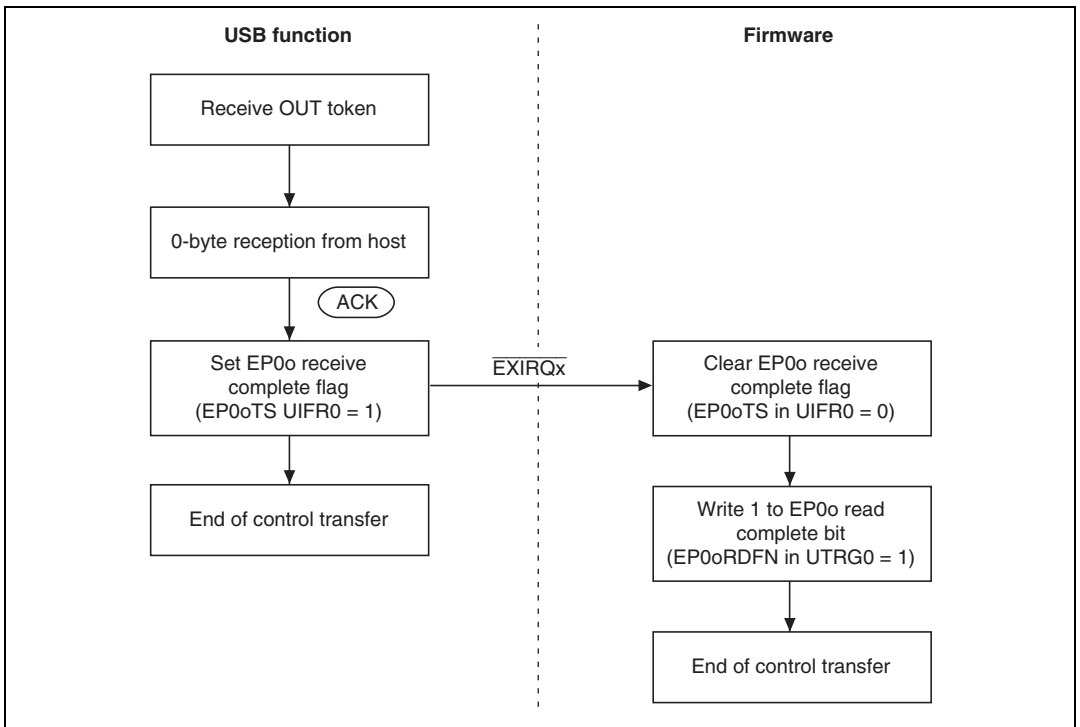 USB function
Firmware
Receive OUT token
0-byte reception from host
ACK
Set EP0o receive
complete flag
(EP0oTS UIFR0 = 1)
EXIRQx
Clear EP0o receive
complete flag
(EP0oTS in UIFR0 = 0)
End of control transfer
Write 1 to EP0o read
complete bit
(EP0oRDFN in UTRG0 = 1)
End of control transfer